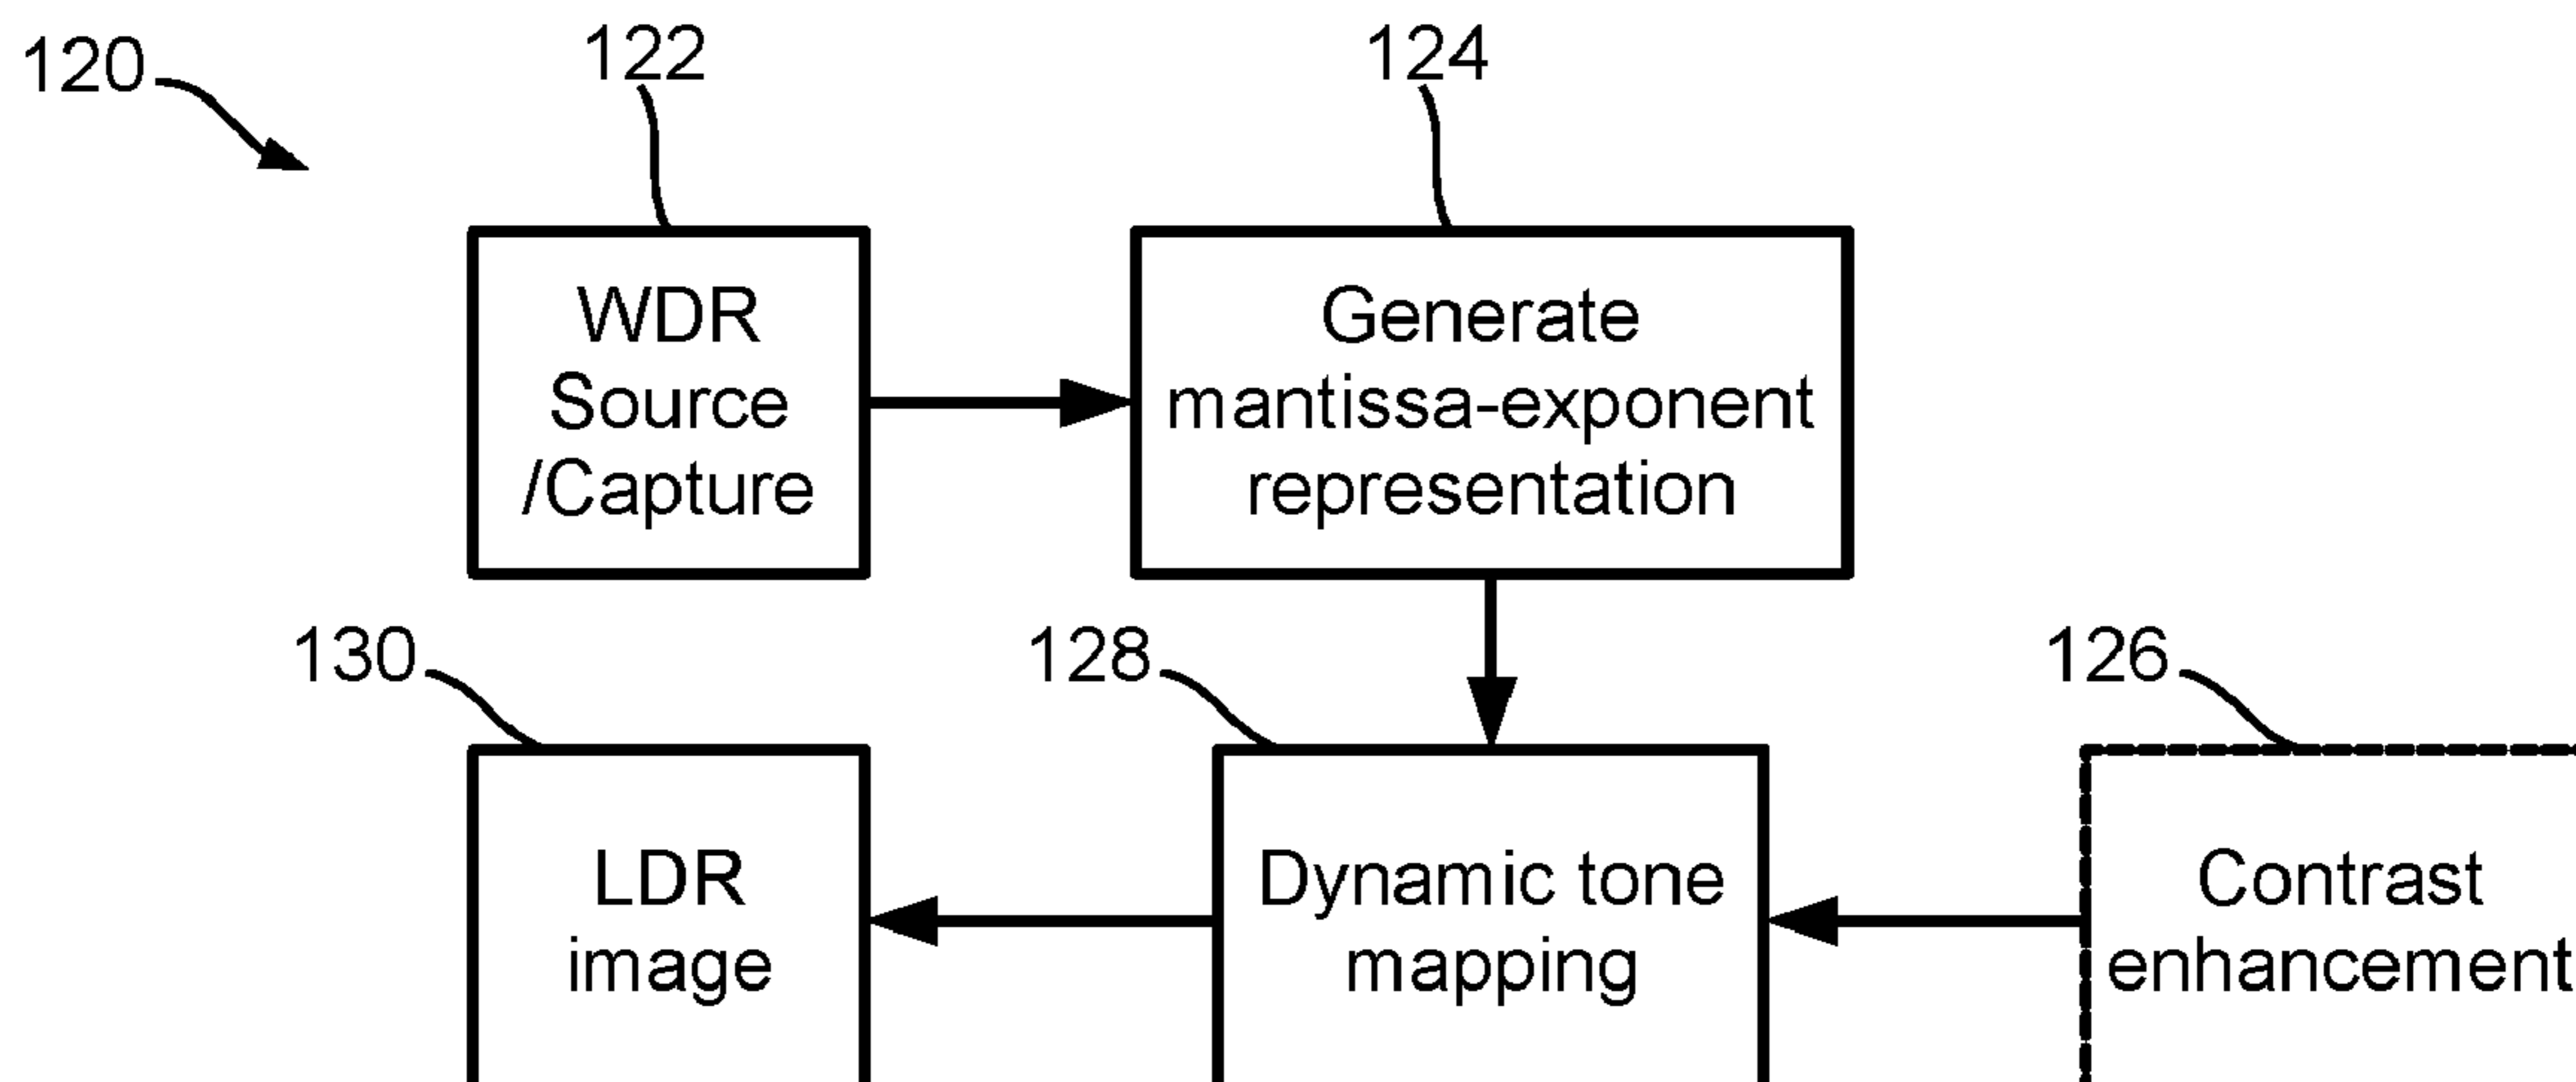 120
122
124
WDR
Source
/Capture
Generate
mantissa-exponent
representation
130
128
126
LDR
image
Dynamic tone
mapping
Contrast
enhancement